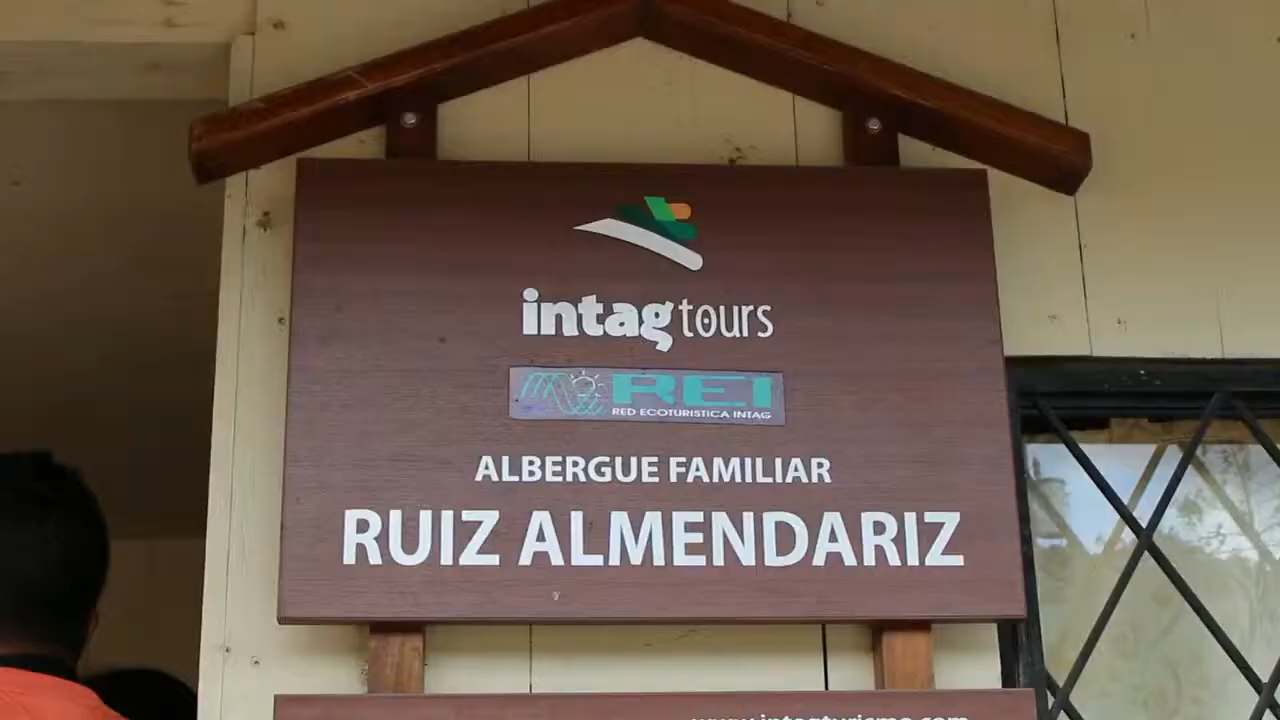 intagtours
REI
RED ECOTURISTICA INTAG
ALBERGUE FAMILIAR
RUIZ ALMENDARIZ
www.intagturismo.com